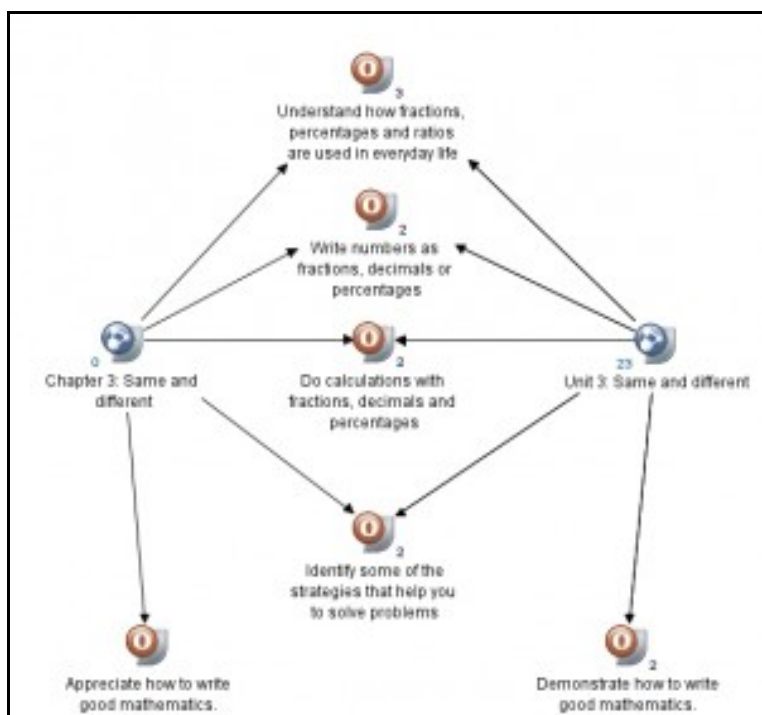 3
Understand how fractions,
percentages and ratios
are used in everyday life
2
Write numbers as
fractions, decimals or
percentages
0
Chapter 3: Same and
different
2
Do calculations with
fractions, decimals and
percentages
23
Unit 3: Same and different
2
Identify some of the
strategies that help you
to solve problems
Appreciate how to write
good mathematics.
2
Demonstrate how to write
good mathematics.